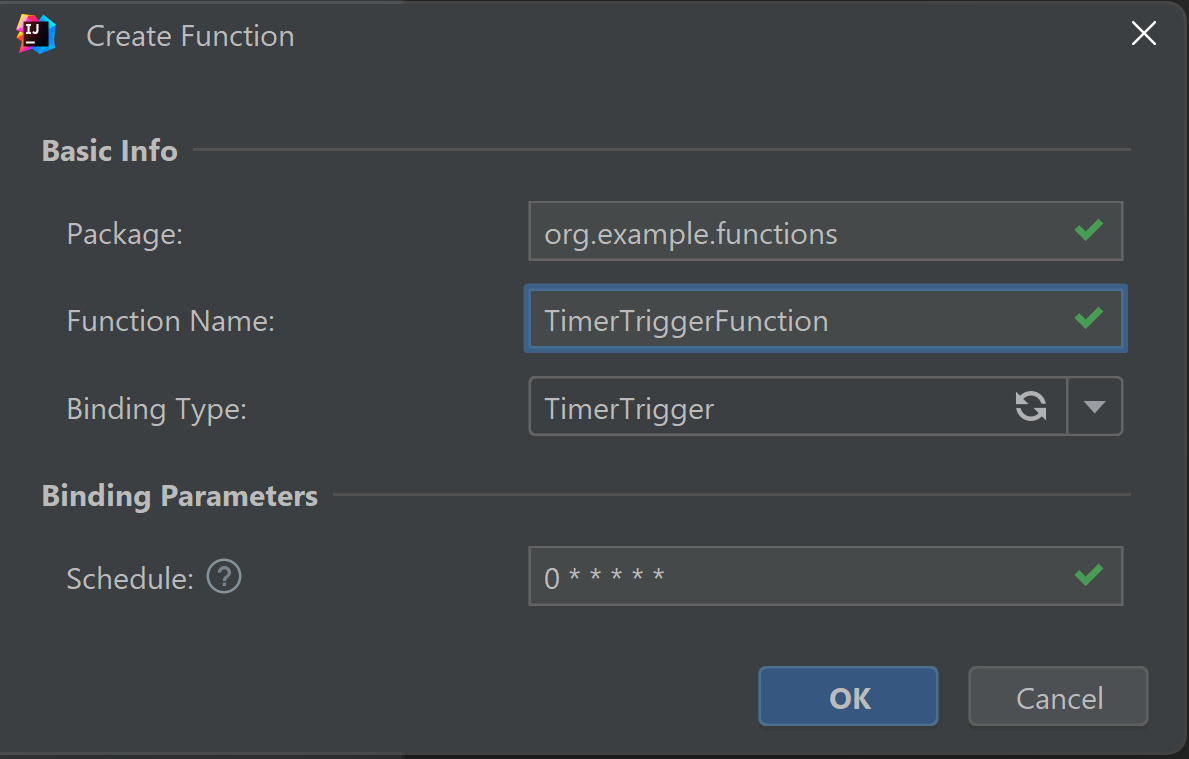 IJ
Create Function
Basic Info
Package: org.example.functions
Function Name: TimerTriggerFunction
Binding Type: TimerTrigger
Binding Parameters
Schedule: ? 0 * * * * *
OK Cancel